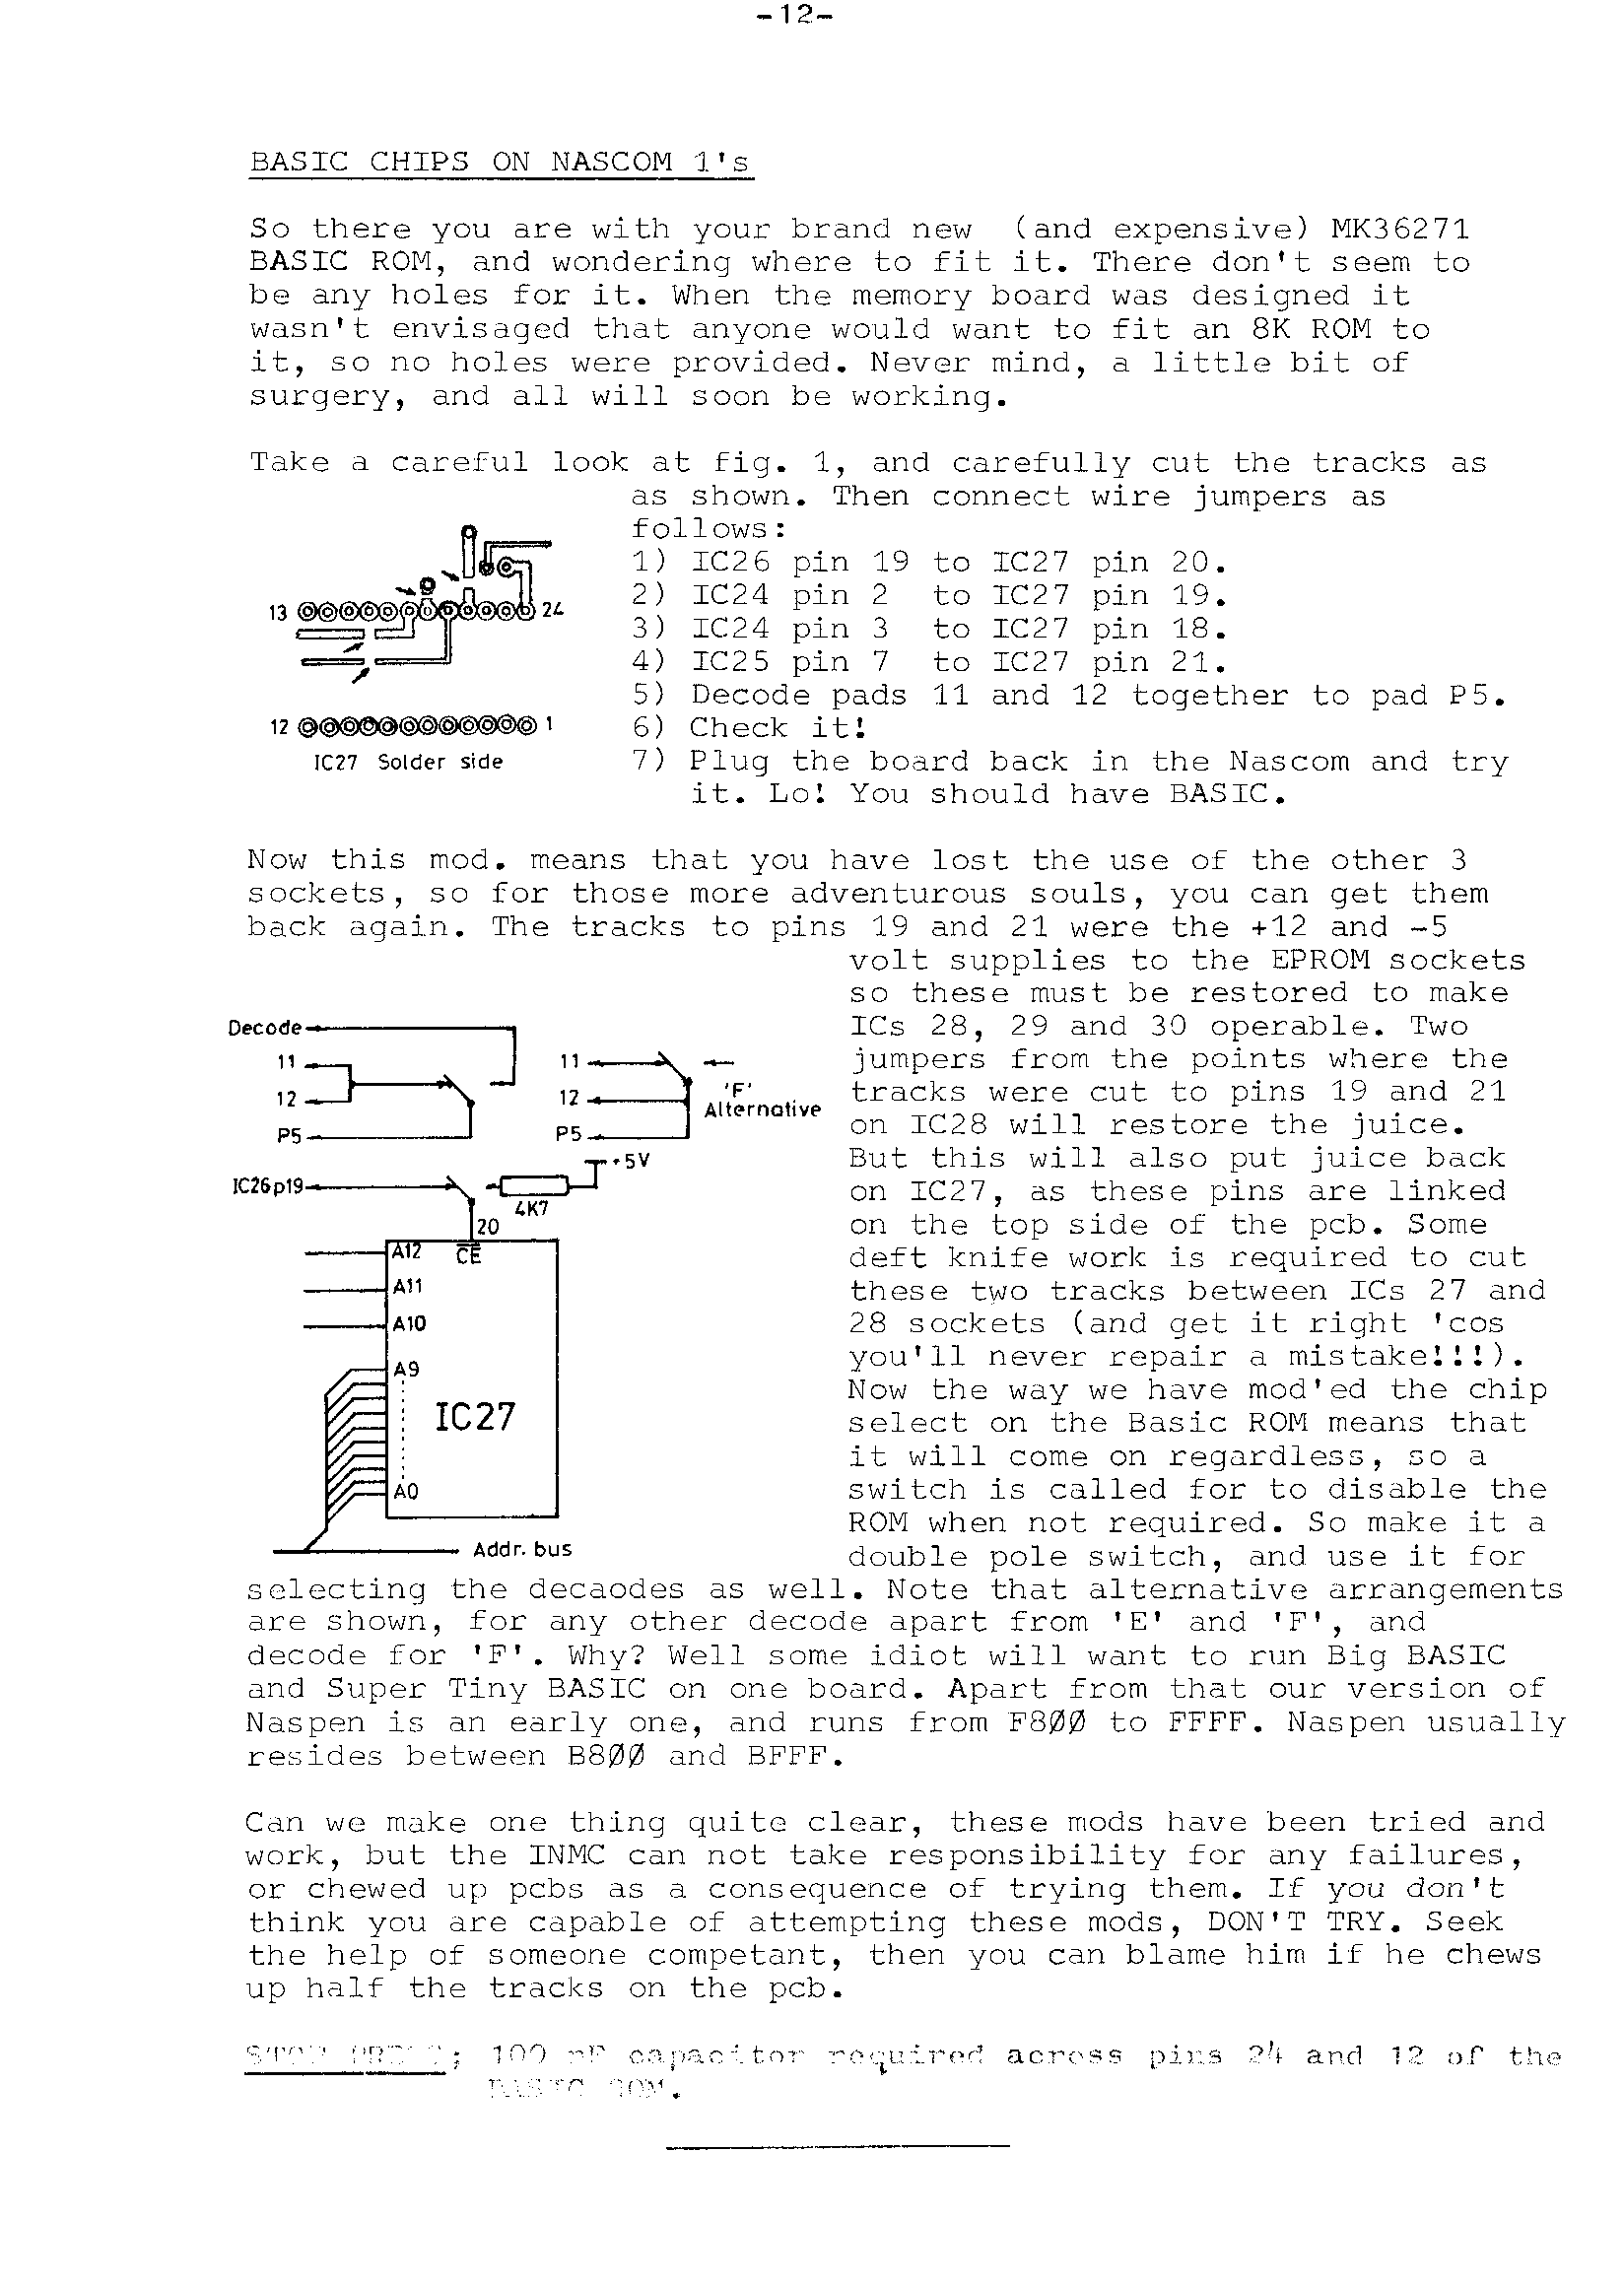 -12-
BASIC CHIPS ON NASCOM 1's
So there you are with your brand new (and expensive) MK36271
BASIC ROM, and wondering where to fit it. There don't seem to
be any holes for it. When the memory board was designed it
wasn't envisaged that anyone would want to fit an 8K ROM to
it, so no holes were provided. Never mind, a little bit of
surgery, and all will soon be working.
Take a careful look at fig. 1, and carefully cut the tracks as
as shown. Then connect wire jumpers as
follows:
1) IC26 pin 19 to IC27 pin 20.
2) IC24 pin 2 to IC27 pin 19.
3) IC24 pin 3 to IC27 pin 18.
4) IC25 pin 7 to IC27 pin 21.
5) Decode pads 11 and 12 together to pad P5.
6) Check it!
7) Plug the board back in the Nascom and try
it. Lo! You should have BASIC.
13 24
12 1
IC27 Solder side
Now this mod. means that you have lost the use of the other 3
sockets, so for those more adventurous souls, you can get them
back again. The tracks to pins 19 and 21 were the +12 and -5
volt supplies to the EPROM sockets
so these must be restored to make
ICs 28, 29 and 30 operable. Two
jumpers from the points where the
tracks were cut to pins 19 and 21
on IC28 will restore the juice.
But this will also put juice back
on IC27, as these pins are linked
on the top side of the pcb. Some
deft knife work is required to cut
these two tracks between ICs 27 and
28 sockets (and get it right 'cos
you'll never repair a mistake!!!).
Now the way we have mod'ed the chip
select on the Basic ROM means that
it will come on regardless, so a
switch is called for to disable the
ROM when not required. So make it a
double pole switch, and use it for
Decode
11
12
P5
11
12
P5
'F'
Alternative
+5V
IC26p19
4K7
20
A12 CE
A11
A10
A9
IC27
A0
Addr. bus
selecting the decaodes as well. Note that alternative arrangements
are shown, for any other decode apart from 'E' and 'F', and
decode for 'F'. Why? Well some idiot will want to run Big BASIC
and Super Tiny BASIC on one board. Apart from that our version of
Naspen is an early one, and runs from F8ØØ to FFFF. Naspen usually
resides between B8ØØ and BFFF.
Can we make one thing quite clear, these mods have been tried and
work, but the INMC can not take responsibility for any failures,
or chewed up pcbs as a consequence of trying them. If you don't
think you are capable of attempting these mods, DON'T TRY. Seek
the help of someone competant, then you can blame him if he chews
up half the tracks on the pcb.
; 100 capacitor required across pins 24 and 12 of the
BASIC ROM.